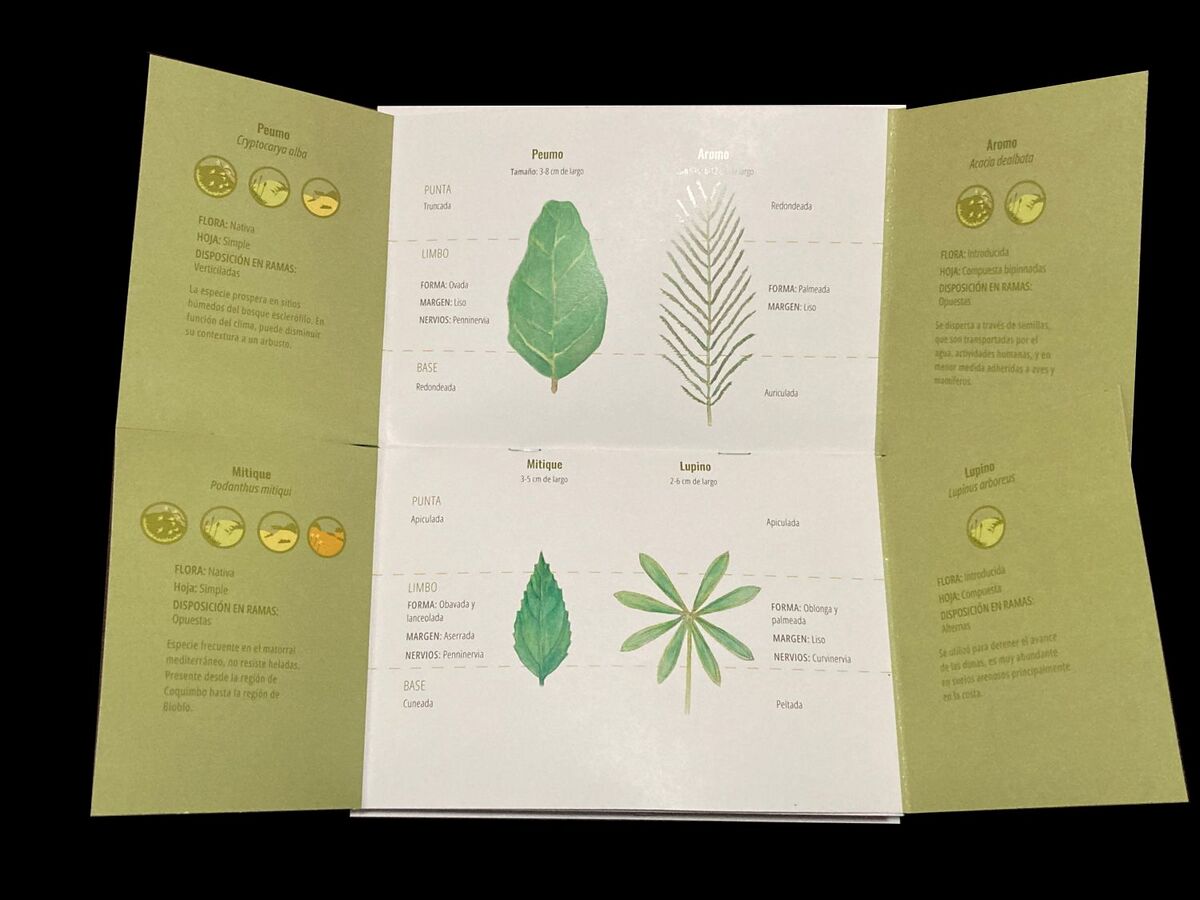 Peumo
Cryptocarya alba
FLORA: Nativa
HOJA: Simple
DISPOSICIÓN EN RAMAS:
Verticiladas
La especie prospera en sitios
húmedos del bosque esclerófilo. En
función del clima, puede disminuir
su contextura a un arbusto.
Peumo
Tamaño: 3-8 cm de largo
PUNTA
Truncada
LIMBO
FORMA: Ovada
MARGEN: Liso
NERVIOS: Penninervia
BASE
Redondeada
Aromo
largo
Redondeada
FORMA: Palmeada
MARGEN: Liso
Auriculada
Aromo
Acacia dealbata
FLORA: Introducida
HOJA: Compuesta bipinnadas
DISPOSICIÓN EN RAMAS:
Opuestas
Se dispersa a través de semillas,
que son transportadas por el
agua, actividades humanas, y en
menor medida adheridas a aves y
mamíferos.
Mitique
Podanthus mitiqui
FLORA: Nativa
Hoja: Simple
DISPOSICIÓN EN RAMAS:
Opuestas
Especie frecuente en el matorral
mediterráneo, no resiste heladas.
Presente desde la región de
Coquimbo hasta la región de
Biobío.
Mitique
3-5 cm de largo
PUNTA
Apiculada
LIMBO
FORMA: Obavada y
lanceolada
MARGEN: Aserrada
NERVIOS: Penninervia
BASE
Cuneada
Lupino
2-6 cm de largo
Apiculada
FORMA: Oblonga y
palmeada
MARGEN: Liso
NERVIOS: Curvinervia
Peltada
Lupino
Lupinus arboreus
FLORA: Introducida
HOJA: Compuesta
DISPOSICIÓN EN RAMAS:
Alternas
Se utilizó para detener el avance
de las dunas, es muy abundante
en suelos arenosos principalmente
en la costa.